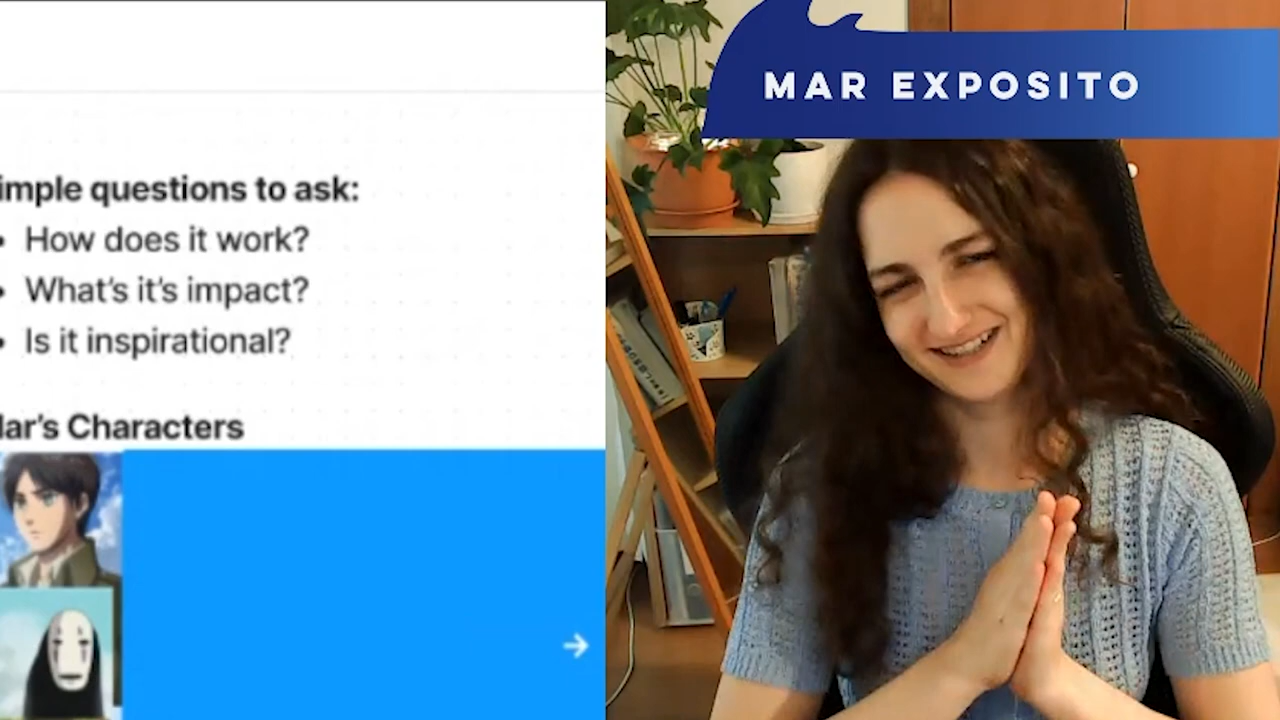 imple questions to ask:
• How does it work?
• What's it's impact?
• Is it inspirational?
lar's Characters
→
MAR EXPOSITO